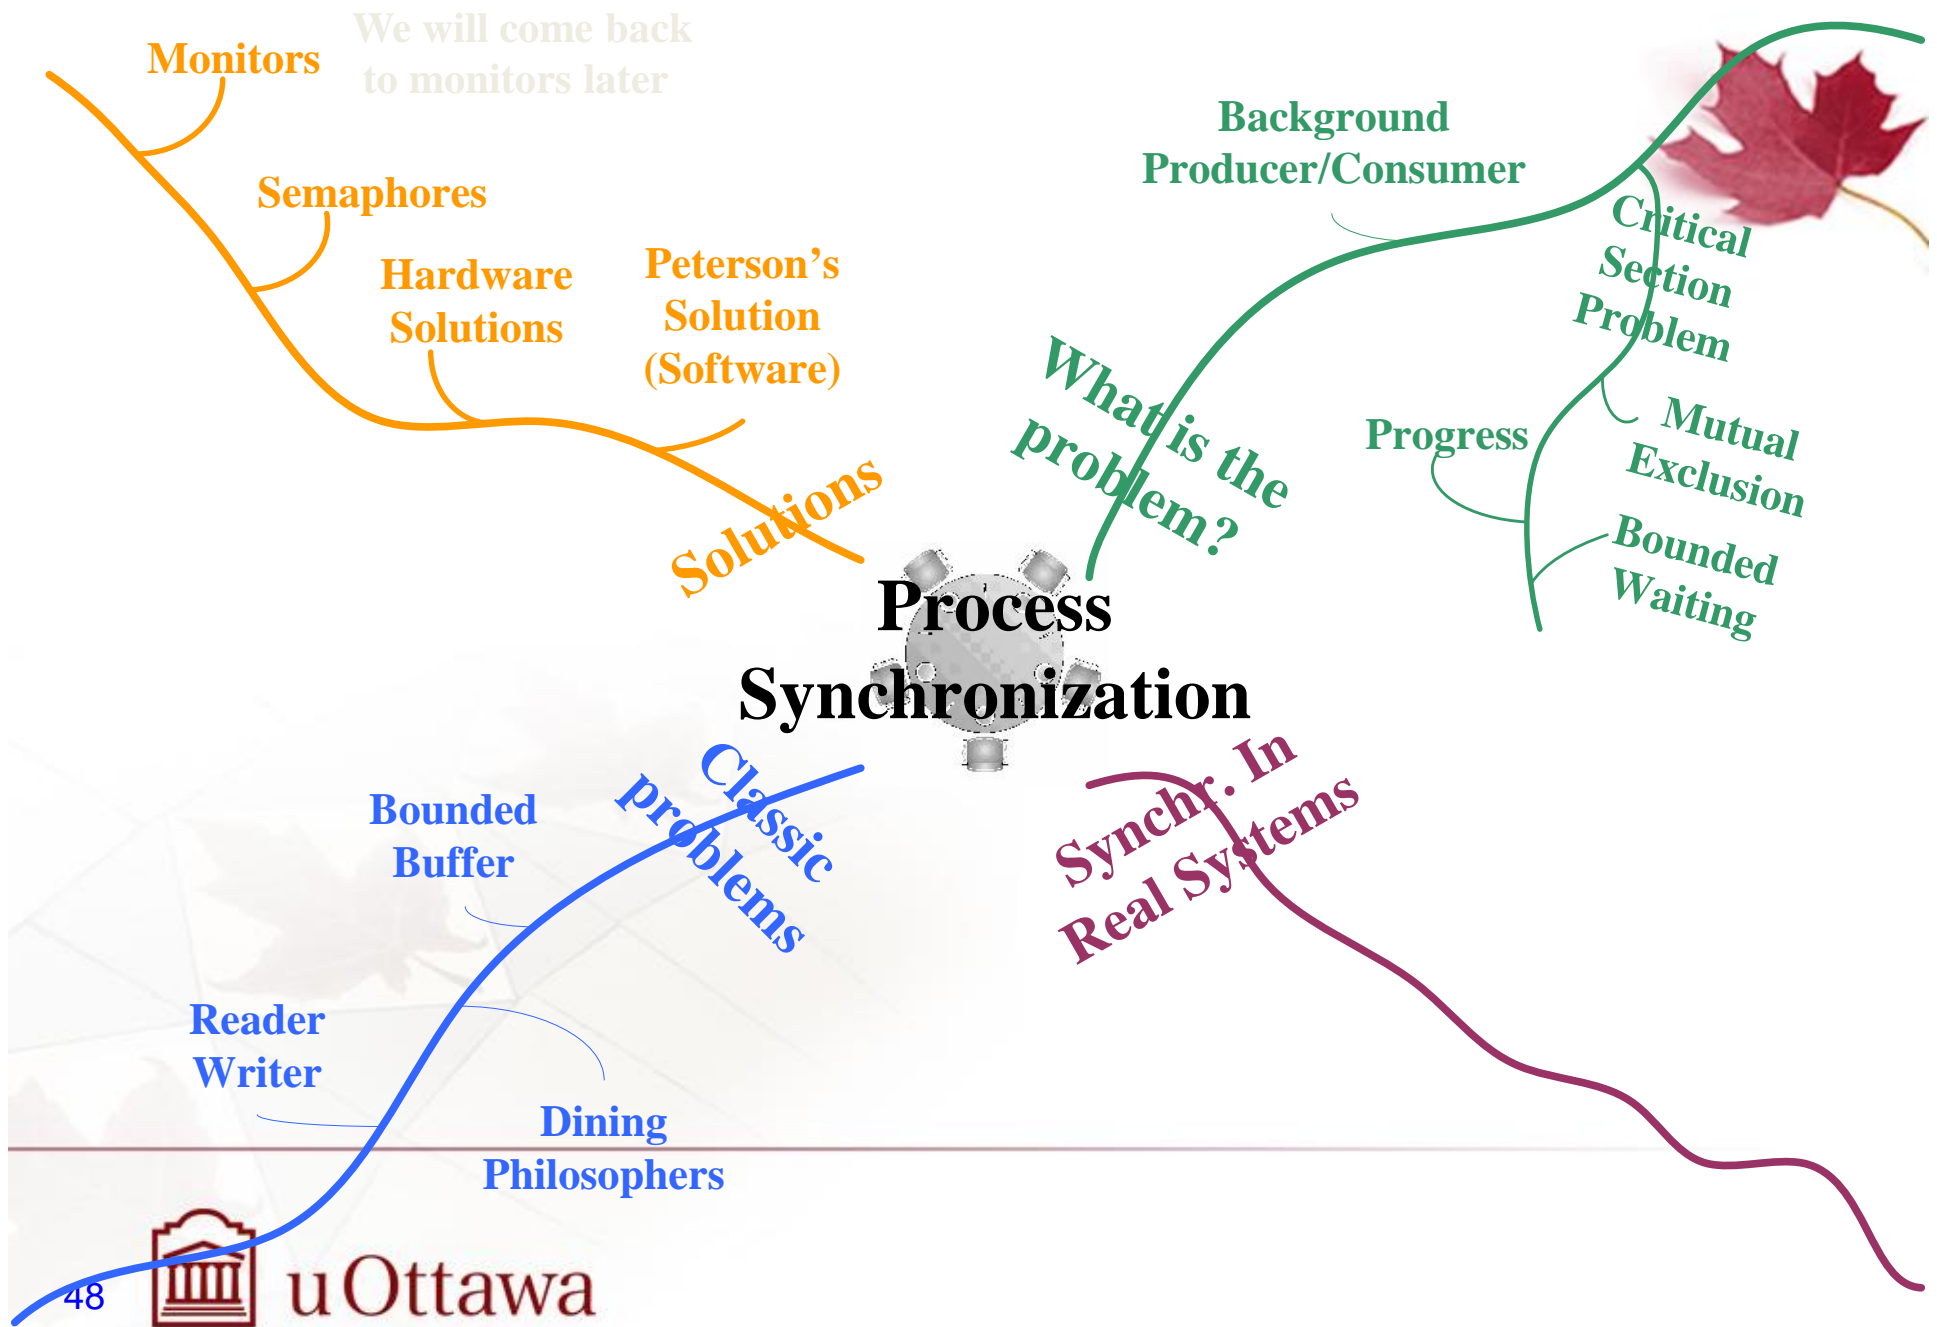 We will come back
to monitors later
Monitors
Semaphores
Hardware
Solutions
Peterson’s
Solution
(Software)
Solutions
Background
Producer/Consumer
Critical
Section
Problem
What is the
problem?
Progress
Mutual
Exclusion
Bounded
Waiting
Process
Synchronization
Classic
problems
Bounded
Buffer
Reader
Writer
Dining
Philosophers
Synchr. In
Real Systems
48
uOttawa